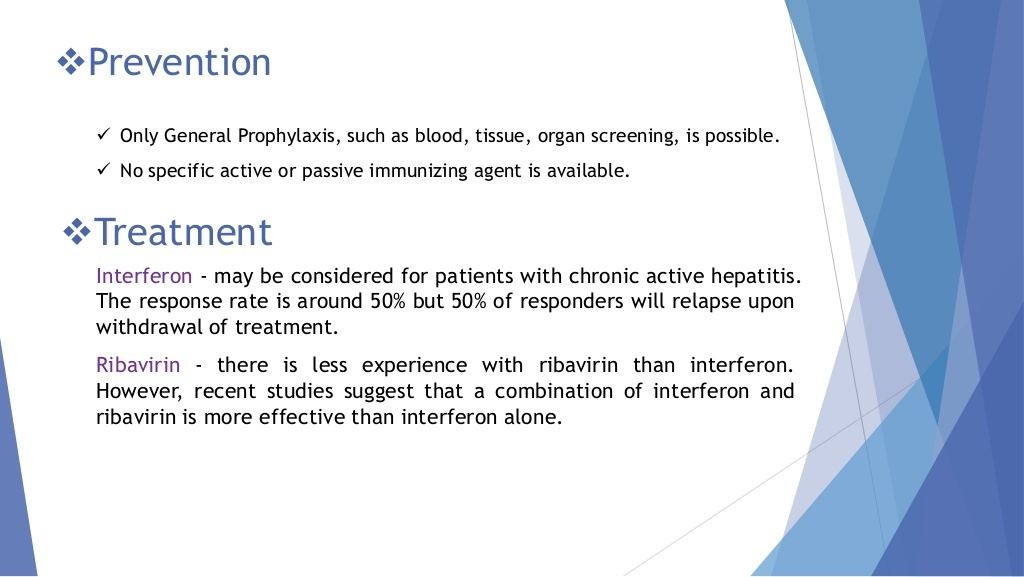 ❖Prevention
✓ Only General Prophylaxis, such as blood, tissue, organ screening, is possible.
✓ No specific active or passive immunizing agent is available.
❖Treatment
Interferon - may be considered for patients with chronic active hepatitis.
The response rate is around 50% but 50% of responders will relapse upon
withdrawal of treatment.
Ribavirin - there is less experience with ribavirin than interferon.
However, recent studies suggest that a combination of interferon and
ribavirin is more effective than interferon alone.